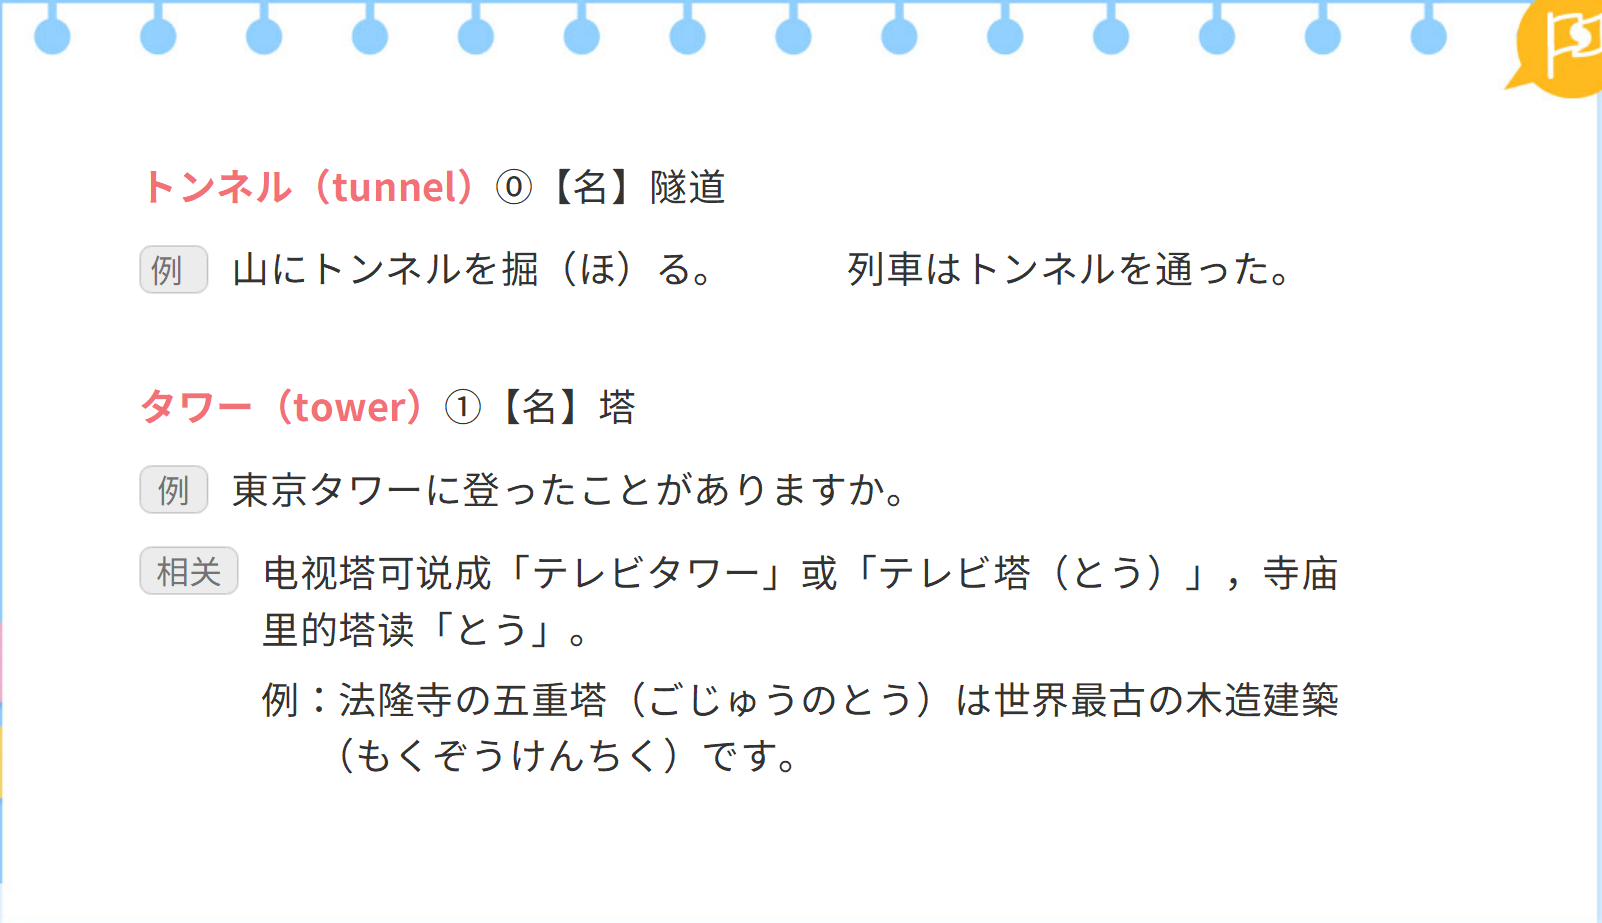 トンネル（tunnel）⓪【名】隧道
例 山にトンネルを掘（ほ）る。 列車はトンネルを通った。
タワー（tower）①【名】塔
例 東京タワーに登ったことがありますか。
相关 电视塔可说成「テレビタワー」或「テレビ塔（とう）」，寺庙
里的塔读「とう」。
例：法隆寺の五重塔（ごじゅうのとう）は世界最古の木造建築
（もくぞうけんちく）です。